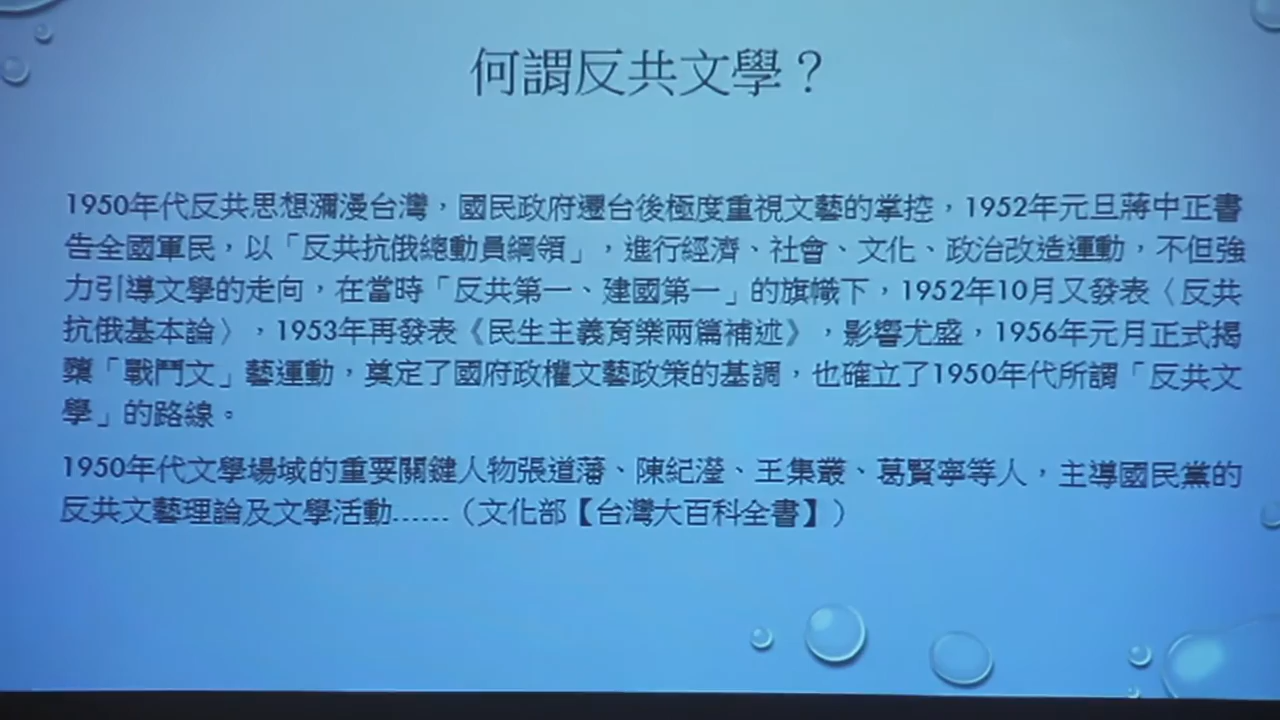 何謂反共文學？
1950年代反共思想瀰漫台灣，國民政府遷台後極度重視文藝的掌控，1952年元旦蔣中正書
告全國軍民，以「反共抗俄總動員綱領」，進行經濟、社會、文化、政治改造運動，不但強
力引導文學的走向，在當時「反共第一、建國第一」的旗幟下，1952年10月又發表〈反共
抗俄基本論〉，1953年再發表《民生主義育樂兩篇補述》，影響尤盛，1956年元月正式揭
櫫「戰鬥文」藝運動，奠定了國府政權文藝政策的基調，也確立了1950年代所謂「反共文
學」的路線。
1950年代文學場域的重要關鍵人物張道藩、陳紀瀅、王集叢、葛賢寧等人，主導國民黨的
反共文藝理論及文學活動……（文化部【台灣大百科全書】）